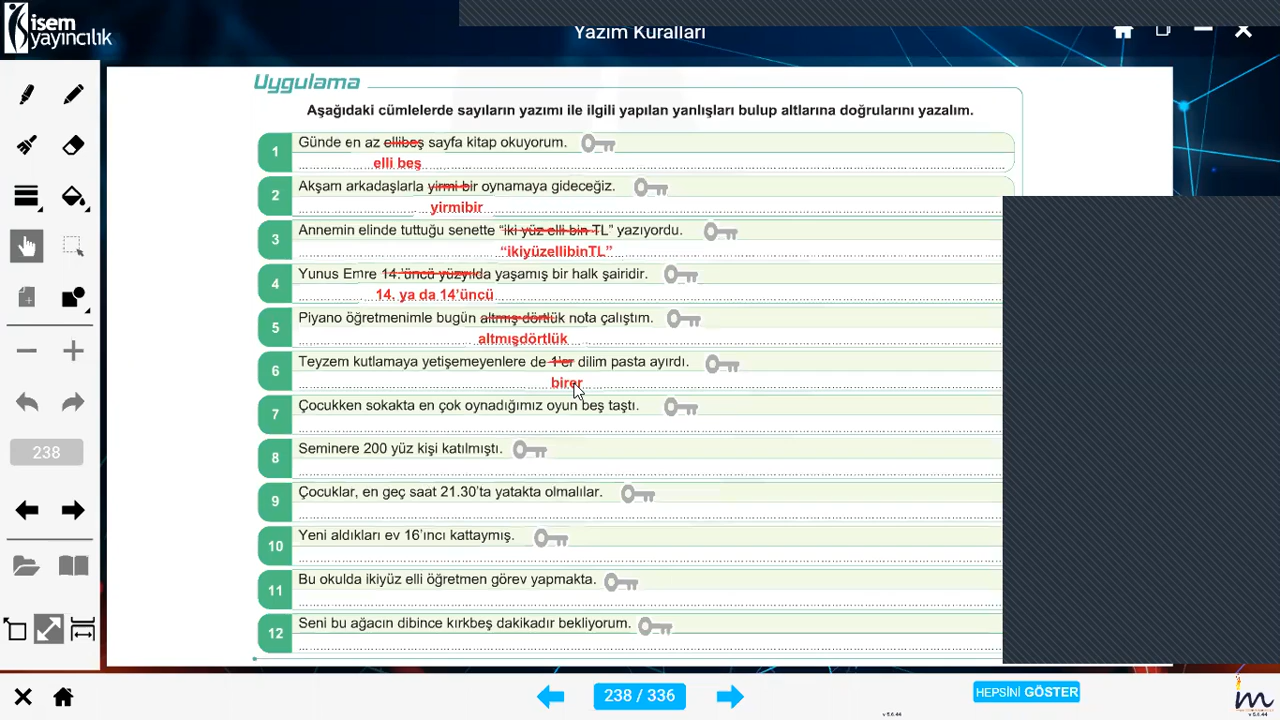 isem
yayıncılık
Yazım Kuralları
Uygulama
Aşağıdaki cümlelerde sayıların yazımı ile ilgili yapılan yanlışları bulup altlarına doğrularını yazalım.
1
Günde en az ellibeş sayfa kitap okuyorum.
elli beş
2
Akşam arkadaşlarla yirmi bir oynamaya gideceğiz.
yirmibir
3
Annemin elinde tuttuğu senette “iki yüz elli bin TL” yazıyordu.
“ikiyüzellibinTL”
4
Yunus Emre 14.’üncü yüzyılda yaşamış bir halk şairidir.
14. ya da 14’üncü
5
Piyano öğretmenimle bugün altmış dörtlük nota çalıştım.
altmışdörtlük
6
Teyzem kutlamaya yetişemeyenlere de 1’er dilim pasta ayırdı.
birer
7
Çocukken sokakta en çok oynadığımız oyun beş taştı.
8
Seminere 200 yüz kişi katılmıştı.
9
Çocuklar, en geç saat 21.30’ta yatakta olmalılar.
10
Yeni aldıkları ev 16’ıncı kattaymış.
11
Bu okulda ikiyüz elli öğretmen görev yapmakta.
12
Seni bu ağacın dibince kırkbeş dakikadır bekliyorum.
238
238 / 336
HEPSİNİ GÖSTER
v 5.6.44
v 5.6.44